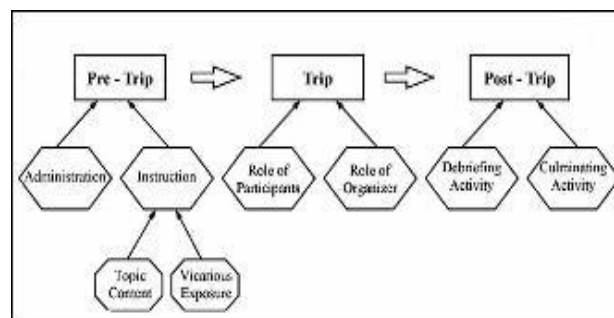 Pre - Trip
Trip
Post - Trip
Administration
Instruction
Role of
Participants
Role of
Organizer
Debriefing
Activity
Culminating
Activity
Topic
Content
Vicarious
Exposure